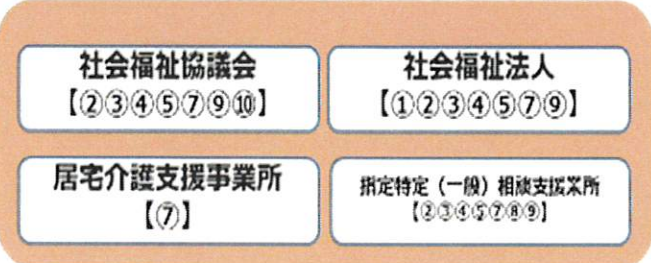 社会福祉協議会
【②③④⑤⑦⑨⑩】
社会福祉法人
【①②③④⑤⑦⑨】
居宅介護支援事業所
【⑦】
指定特定（一般）相談支援業所
【②③④⑤⑦⑧⑨】